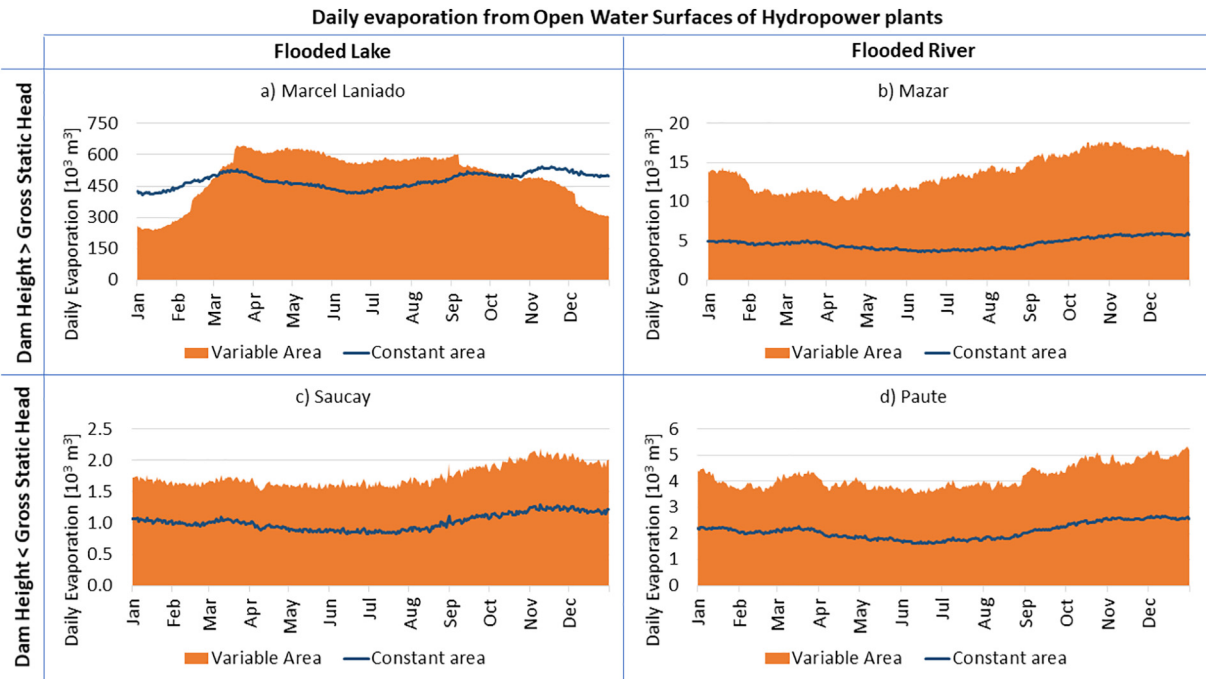 Daily evaporation from Open Water Surfaces of Hydropower plants
Flooded Lake
Flooded River
Dam Height > Gross Static Head
a) Marcel Laniado
Daily Evaporation [10³ m³]
750
600
450
300
150
0
Jan
Feb
Mar
Apr
May
Jun
Jul
Aug
Sep
Oct
Nov
Dec
Variable Area
Constant area
b) Mazar
Daily Evaporation [10³ m³]
20
15
10
5
0
Jan
Feb
Mar
Apr
May
Jun
Jul
Aug
Sep
Oct
Nov
Dec
Variable Area
Constant area
Dam Height < Gross Static Head
c) Saucay
Daily Evaporation [10³ m³]
2.5
2.0
1.5
1.0
0.5
0.0
Jan
Feb
Mar
Apr
May
Jun
Jul
Aug
Sep
Oct
Nov
Dec
Variable Area
Constant area
d) Paute
Daily Evaporation [10³ m³]
6
5
4
3
2
1
0
Jan
Feb
Mar
Apr
May
Jun
Jul
Aug
Sep
Oct
Nov
Dec
Variable Area
Constant area